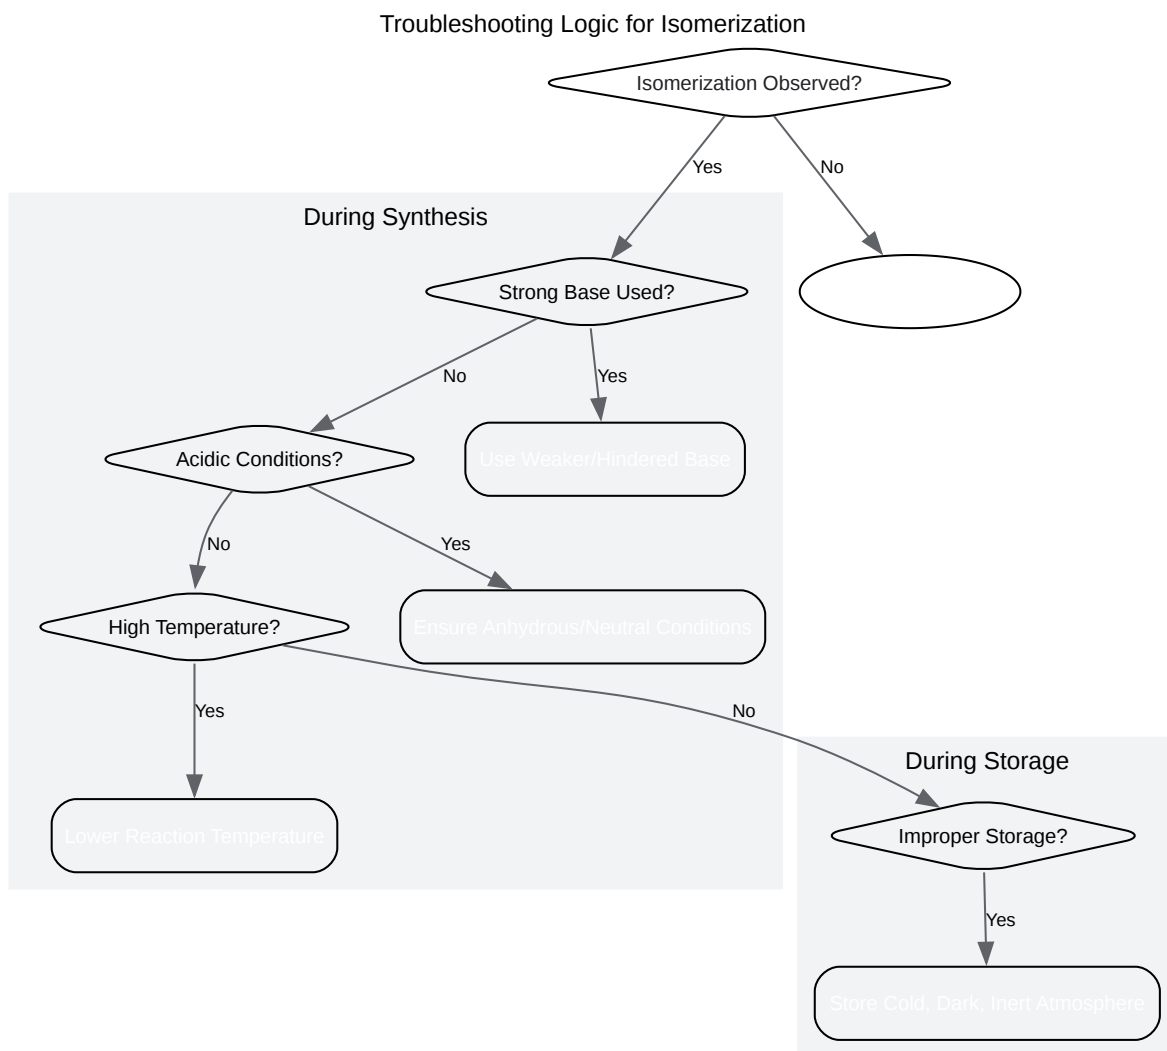 Troubleshooting Logic for Isomerization
Isomerization Observed?
Yes
No
During Synthesis
Strong Base Used?
No
Yes
Acidic Conditions?
Use Weaker/Hindered Base
No
Yes
High Temperature?
Ensure Anhydrous/Neutral Conditions
Yes
No
During Storage
Lower Reaction Temperature
Improper Storage?
Yes
Store Cold, Dark, Inert Atmosphere